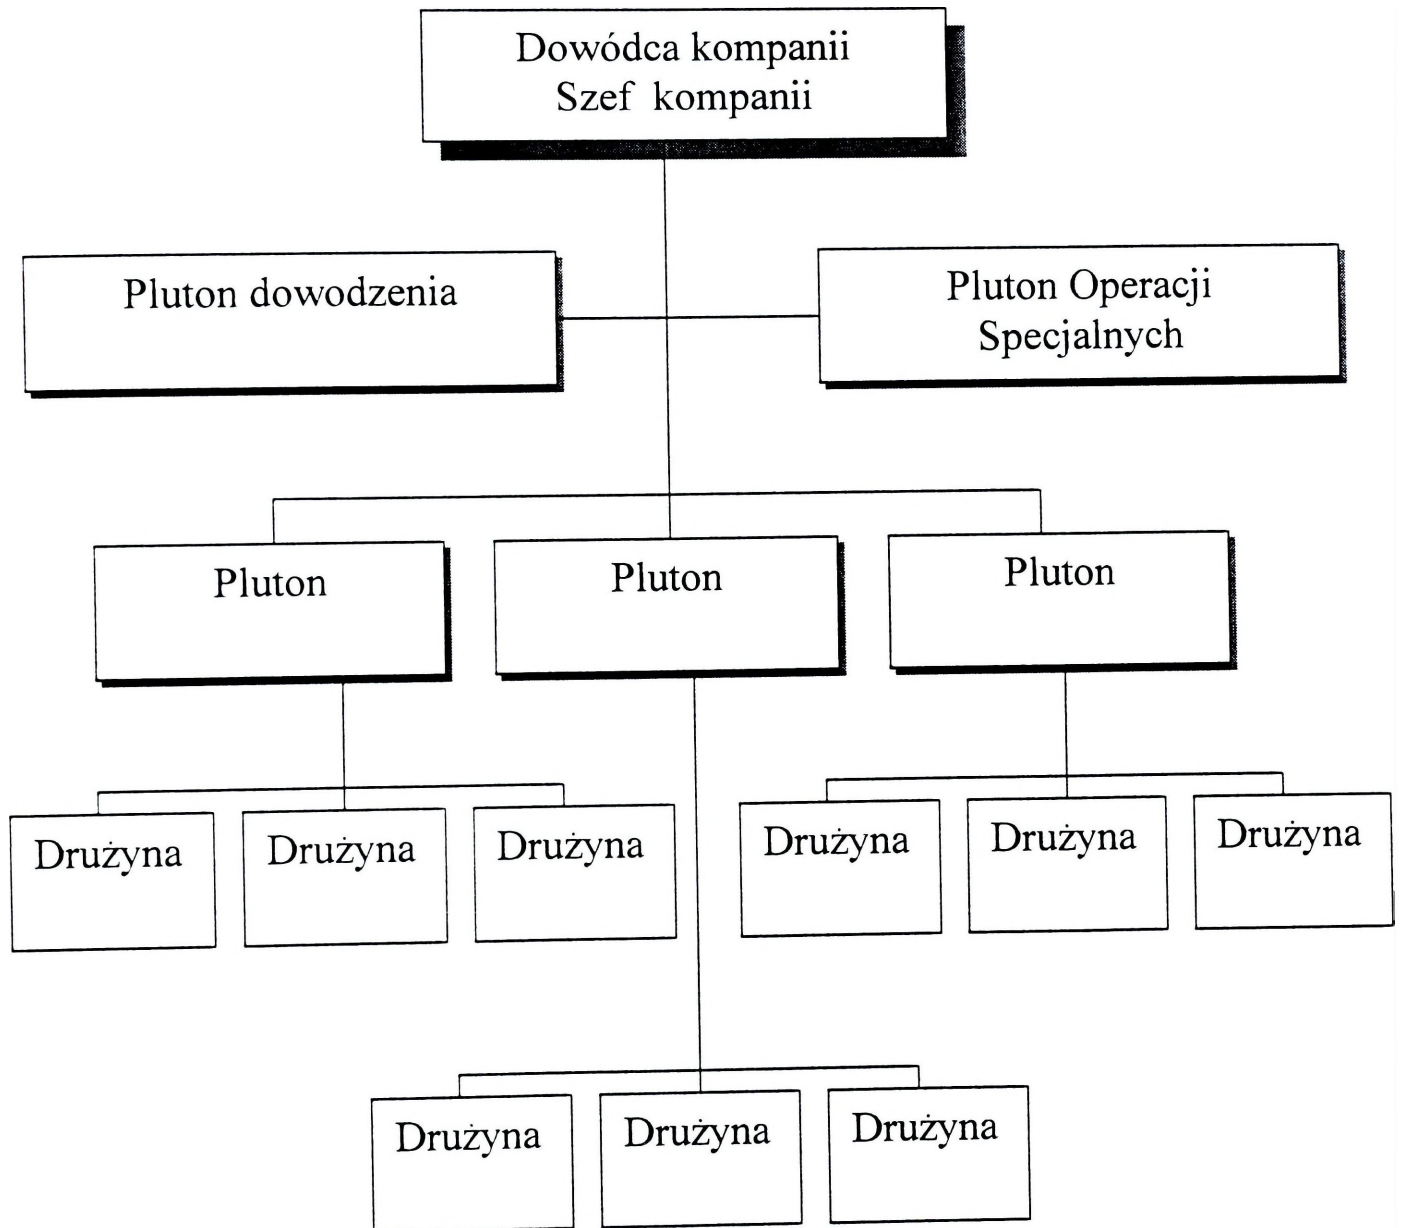 Dowódca kompanii
Szef kompanii
Pluton dowodzenia
Pluton Operacji
Specjalnych
Pluton
Pluton
Pluton
Drużyna
Drużyna
Drużyna
Drużyna
Drużyna
Drużyna
Drużyna
Drużyna
Drużyna